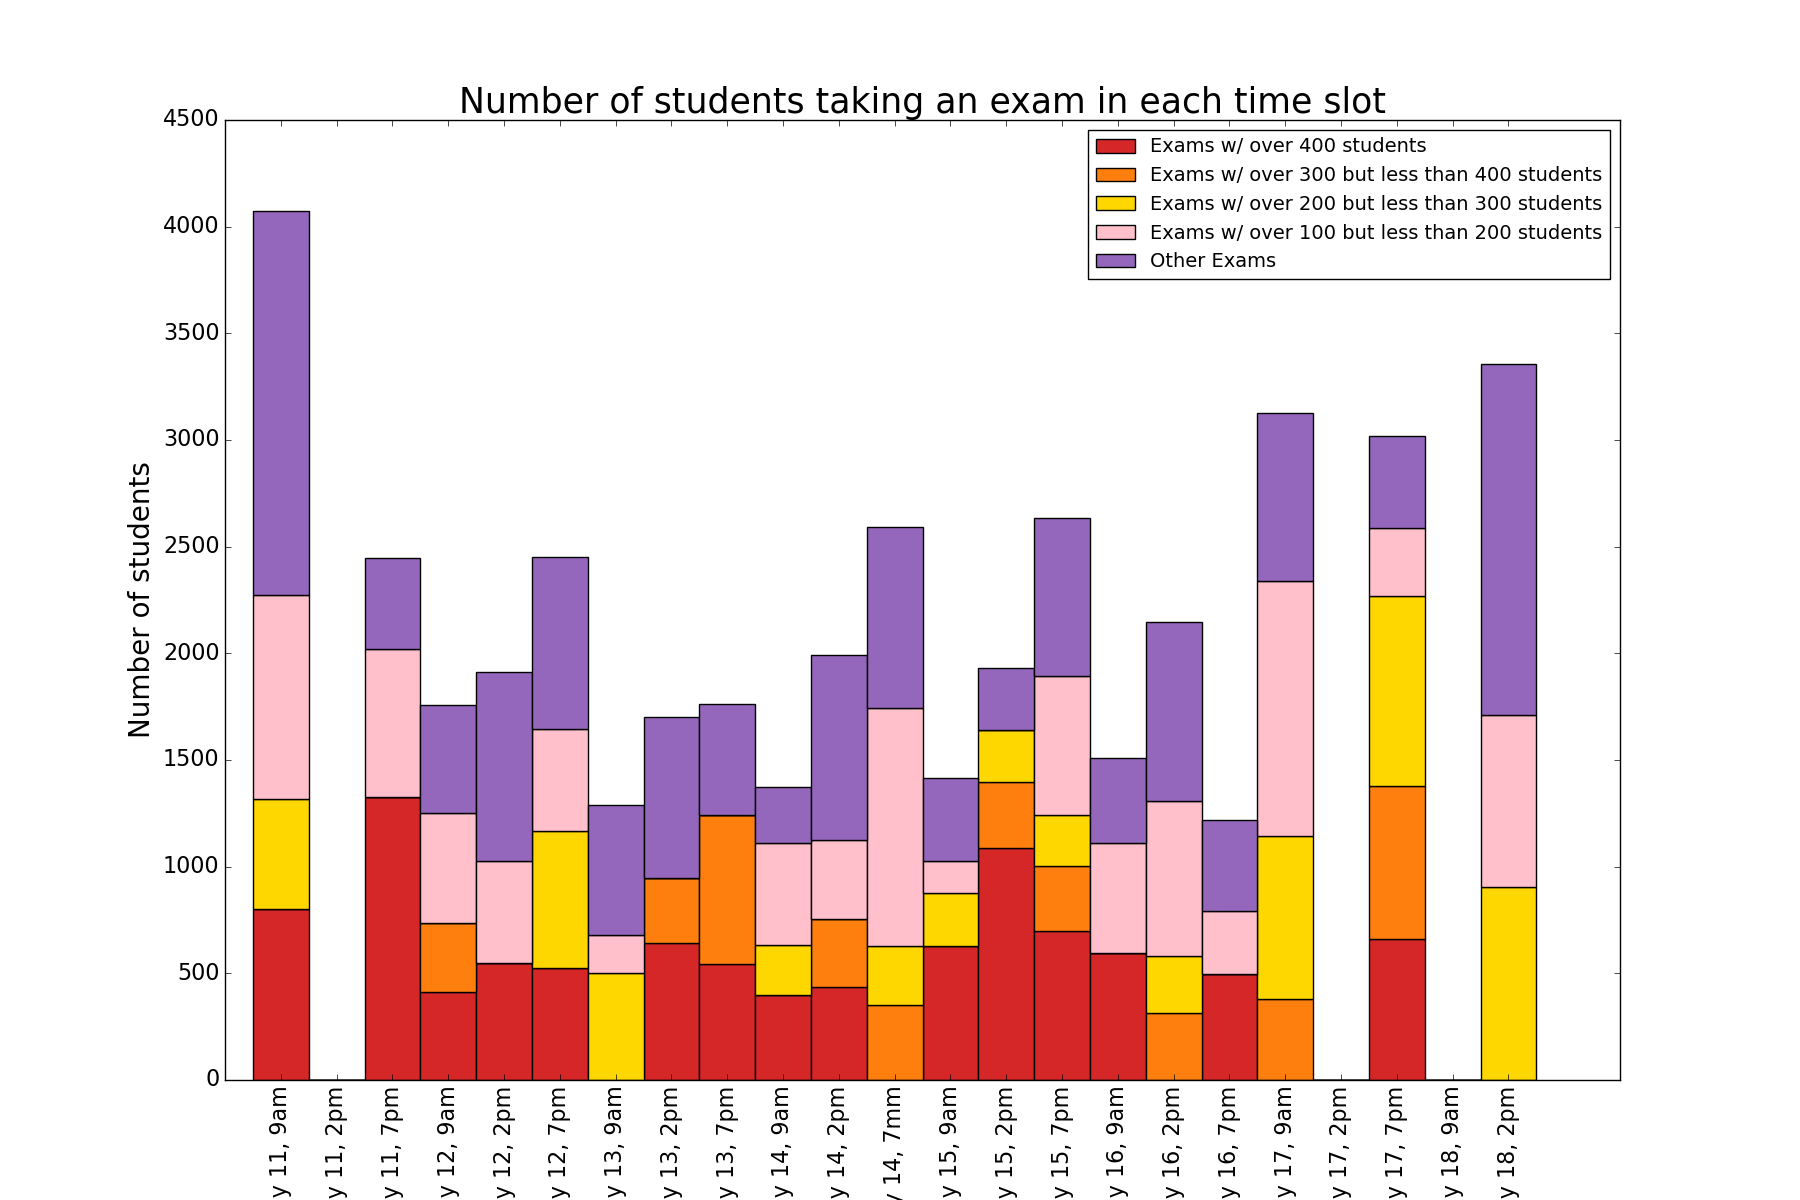 Number of students taking an exam in each time slot
4500
4000
3500
3000
2500
2000
1500
1000
500
0
Number of students
Exams w/ over 400 students
Exams w/ over 300 but less than 400 students
Exams w/ over 200 but less than 300 students
Exams w/ over 100 but less than 200 students
Other Exams
y 11, 9am
y 11, 2pm
y 11, 7pm
y 12, 9am
y 12, 2pm
y 12, 7pm
y 13, 9am
y 13, 2pm
y 13, 7pm
y 14, 9am
y 14, 2pm
y 14, 7mm
y 15, 9am
y 15, 2pm
y 15, 7pm
y 16, 9am
y 16, 2pm
y 16, 7pm
y 17, 9am
y 17, 2pm
y 17, 7pm
y 18, 9am
y 18, 2pm